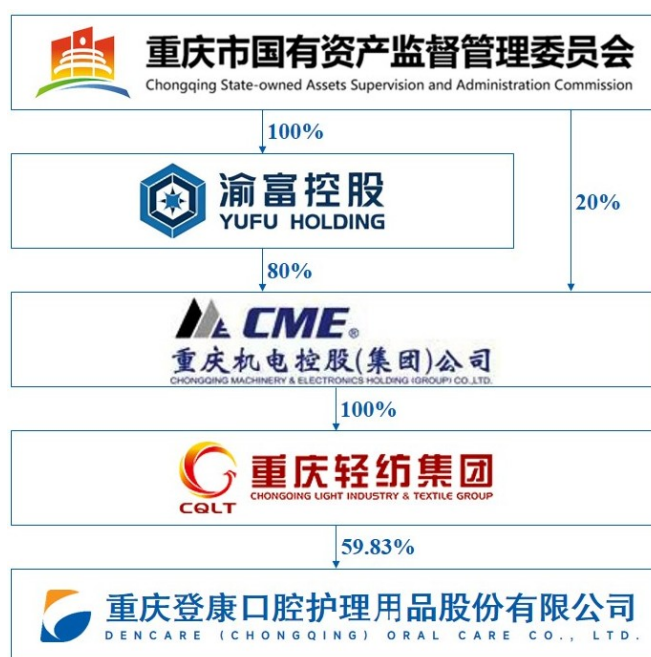 重庆市国有资产监督管理委员会
Chongqing State-owned Assets Supervision and Administration Commission
100%
渝富控股
YUFU HOLDING
20%
80%
CME®
重庆机电控股(集团)公司
CHONGQING MACHINERY & ELECTRONICS HOLDING (GROUP) CO.,LTD.
100%
重庆轻纺集团
CQLT
CHONGQING LIGHT INDUSTRY & TEXTILE GROUP
59.83%
重庆登康口腔护理用品股份有限公司
DENCARE (CHONGQING) ORAL CARE CO., LTD.